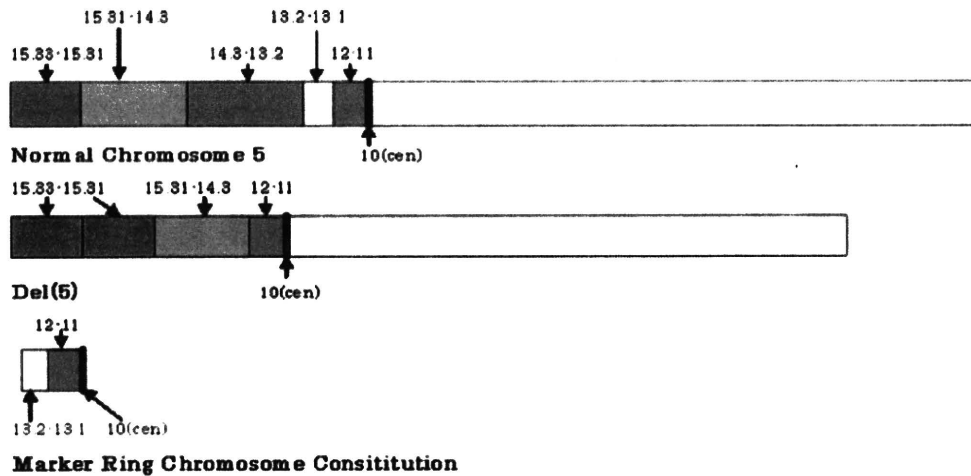 15.31-14.3 13.2-13.1
15.33-15.31 14.3-13.2 12-11
Normal Chromosome 5 10(cen)
15.33-15.31 15.31-14.3 12-11
Del(5) 10(cen)
12-11
13.2-13.1 10(cen)
Marker Ring Chromosome Consititution